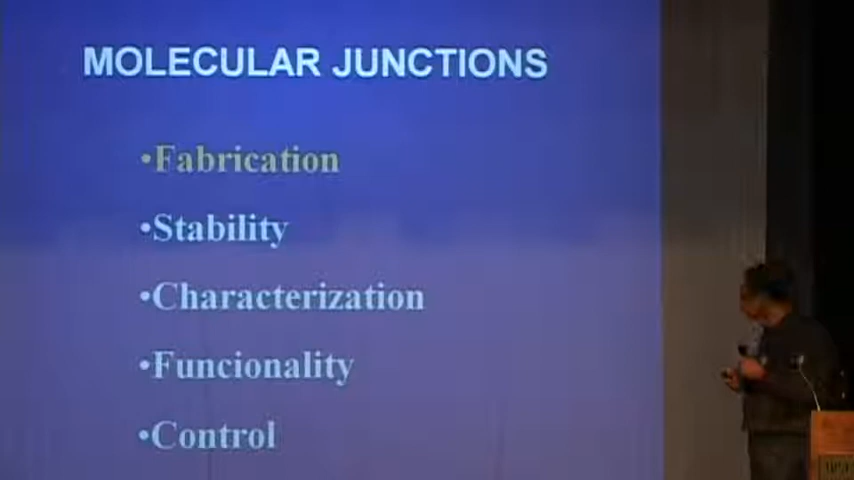 MOLECULAR JUNCTIONS
•Fabrication
•Stability
•Characterization
•Funcionality
•Control